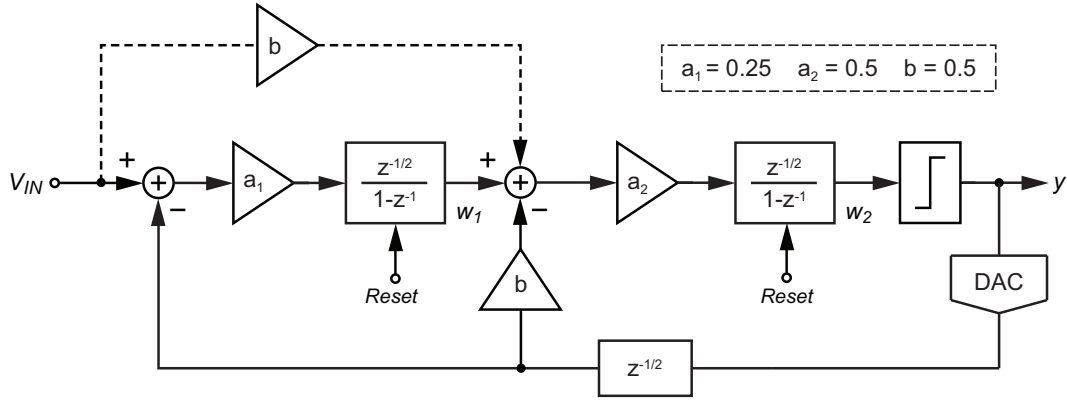 b
a₁ = 0.25 a₂ = 0.5 b = 0.5
V_IN
+
+
−
a₁
z^{-1/2}
1-z^{-1}
w₁
Reset
+
+
−
b
a₂
z^{-1/2}
1-z^{-1}
w₂
Reset
y
DAC
z^{-1/2}